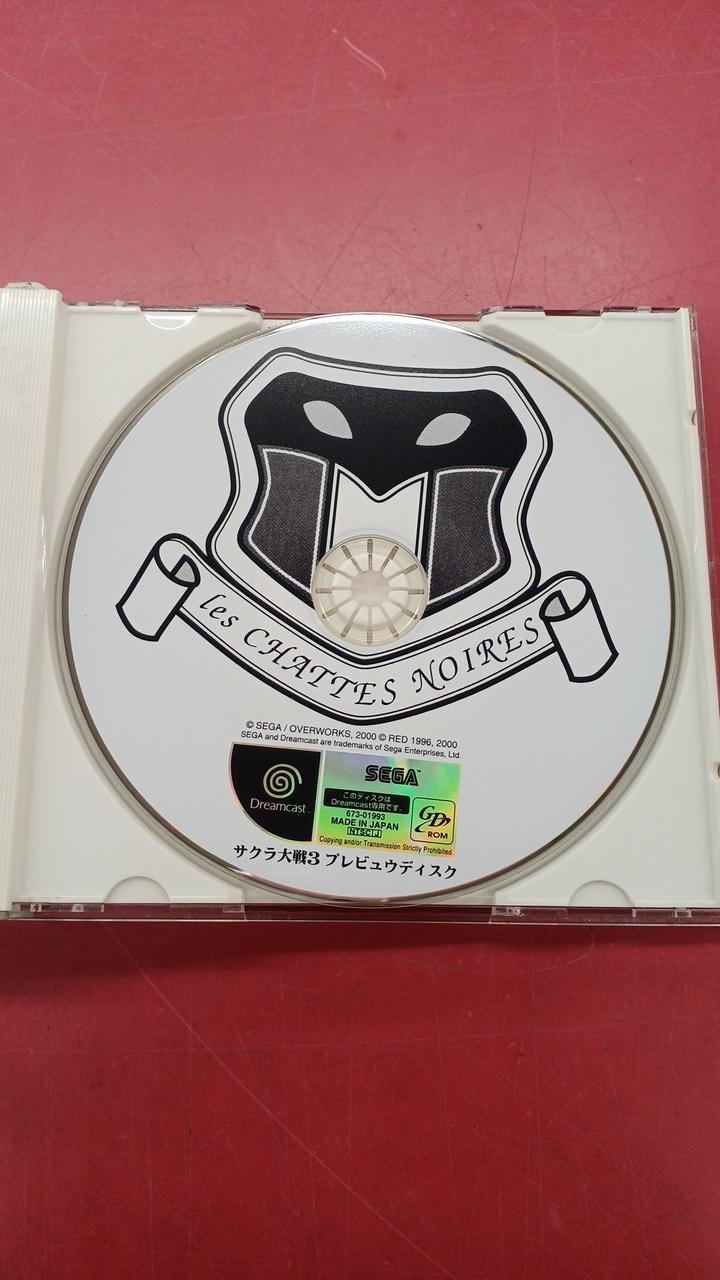 les CHATTES NOIRES
© SEGA / OVERWORKS, 2000 © RED 1996, 2000
SEGA and Dreamcast are trademarks of Sega Enterprises, Ltd.
Dreamcast
SEGA™
このディスクは
Dreamcast専用です。
673-01993
MADE IN JAPAN
NTSC J
GD
ROM
Copying and/or Transmission Strictly Prohibited.
サクラ大戦3 プレビュウディスク